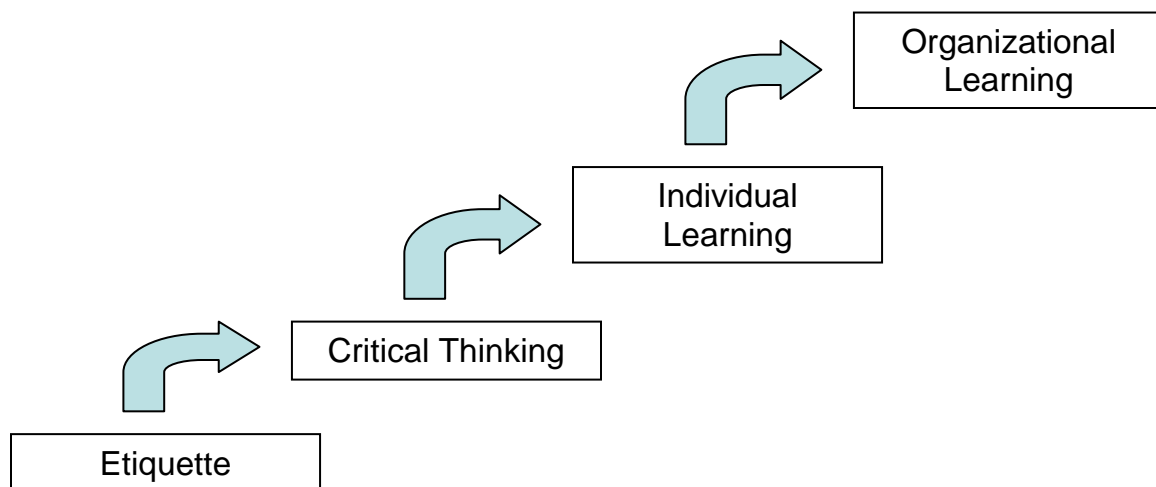 Organizational
Learning
Individual
Learning
Critical Thinking
Etiquette